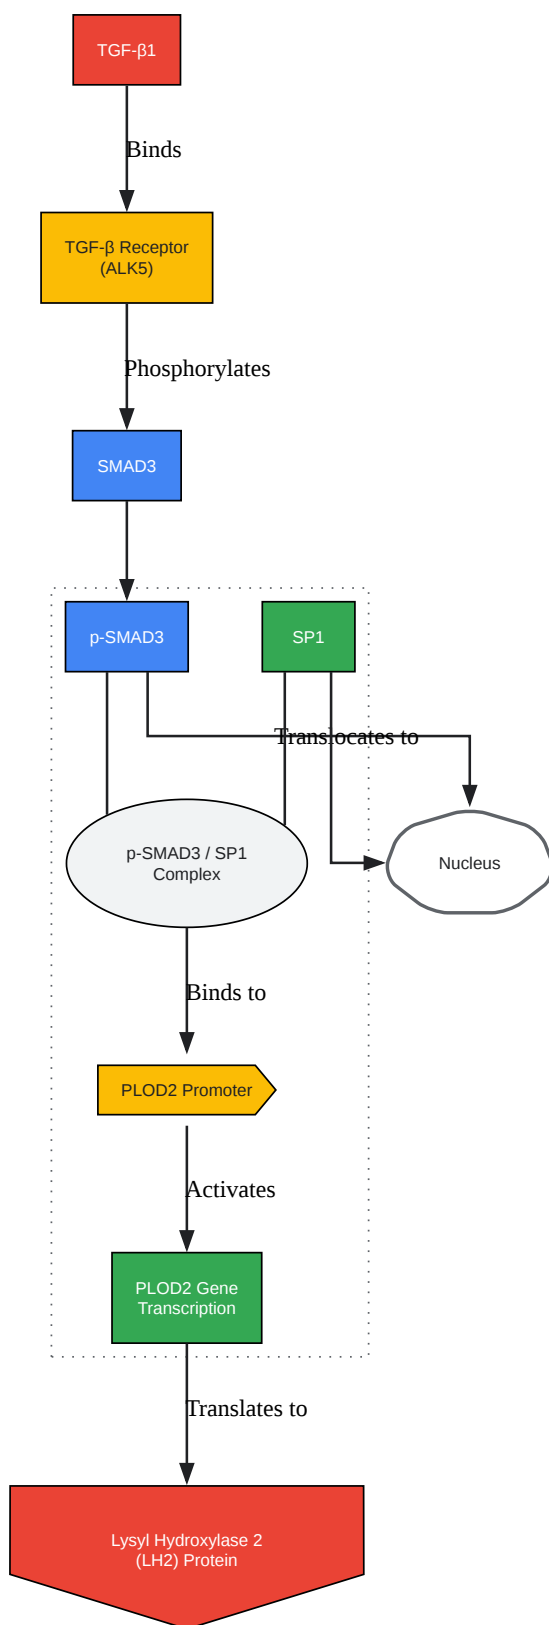 TGF-β1
Binds
TGF-β Receptor
(ALK5)
Phosphorylates
SMAD3
p-SMAD3
SP1
Translocates to
p-SMAD3 / SP1
Complex
Nucleus
Binds to
PLOD2 Promoter
Activates
PLOD2 Gene
Transcription
Translates to
Lysyl Hydroxylase 2
(LH2) Protein